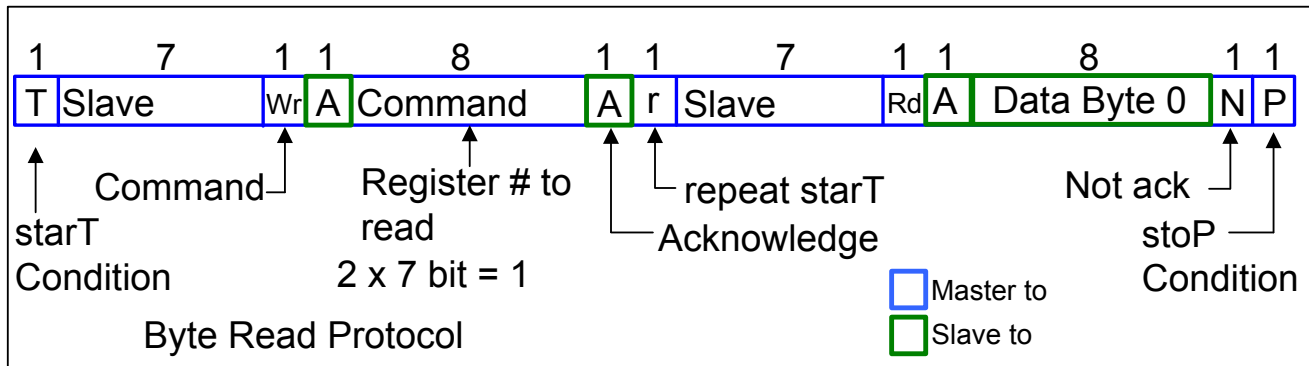 1 7 1 1 8 1 1 7 1 1 8 1 1
T Slave Wr A Command A r Slave Rd A Data Byte 0 N P
Command
Register # to
read
2 x 7 bit = 1
repeat starT
Acknowledge
Not ack
starT
Condition
stoP
Condition
Master to
Slave to
Byte Read Protocol